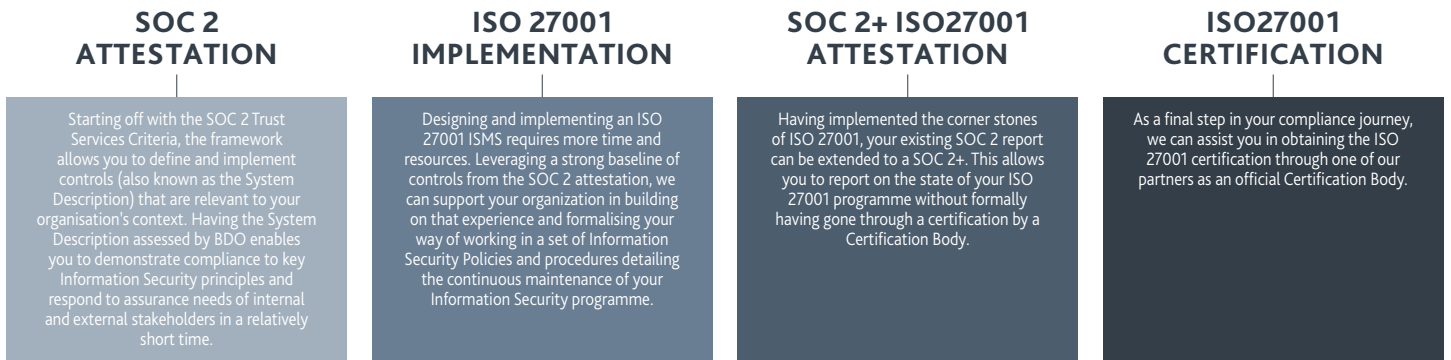 SOC 2
ATTESTATION
Starting off with the SOC 2 Trust
Services Criteria, the framework
allows you to define and implement
controls (also known as the System
Description) that are relevant to your
organisation's context. Having the System
Description assessed by BDO enables
you to demonstrate compliance to key
Information Security principles and
respond to assurance needs of internal
and external stakeholders in a relatively
short time.
ISO 27001
IMPLEMENTATION
Designing and implementing an ISO
27001 ISMS requires more time and
resources. Leveraging a strong baseline of
controls from the SOC 2 attestation, we
can support your organization in building
on that experience and formalising your
way of working in a set of Information
Security Policies and procedures detailing
the continuous maintenance of your
Information Security programme.
SOC 2+ ISO27001
ATTESTATION
Having implemented the corner stones
of ISO 27001, your existing SOC 2 report
can be extended to a SOC 2+. This allows
you to report on the state of your ISO
27001 programme without formally
having gone through a certification by a
Certification Body.
ISO27001
CERTIFICATION
As a final step in your compliance journey,
we can assist you in obtaining the ISO
27001 certification through one of our
partners as an official Certification Body.